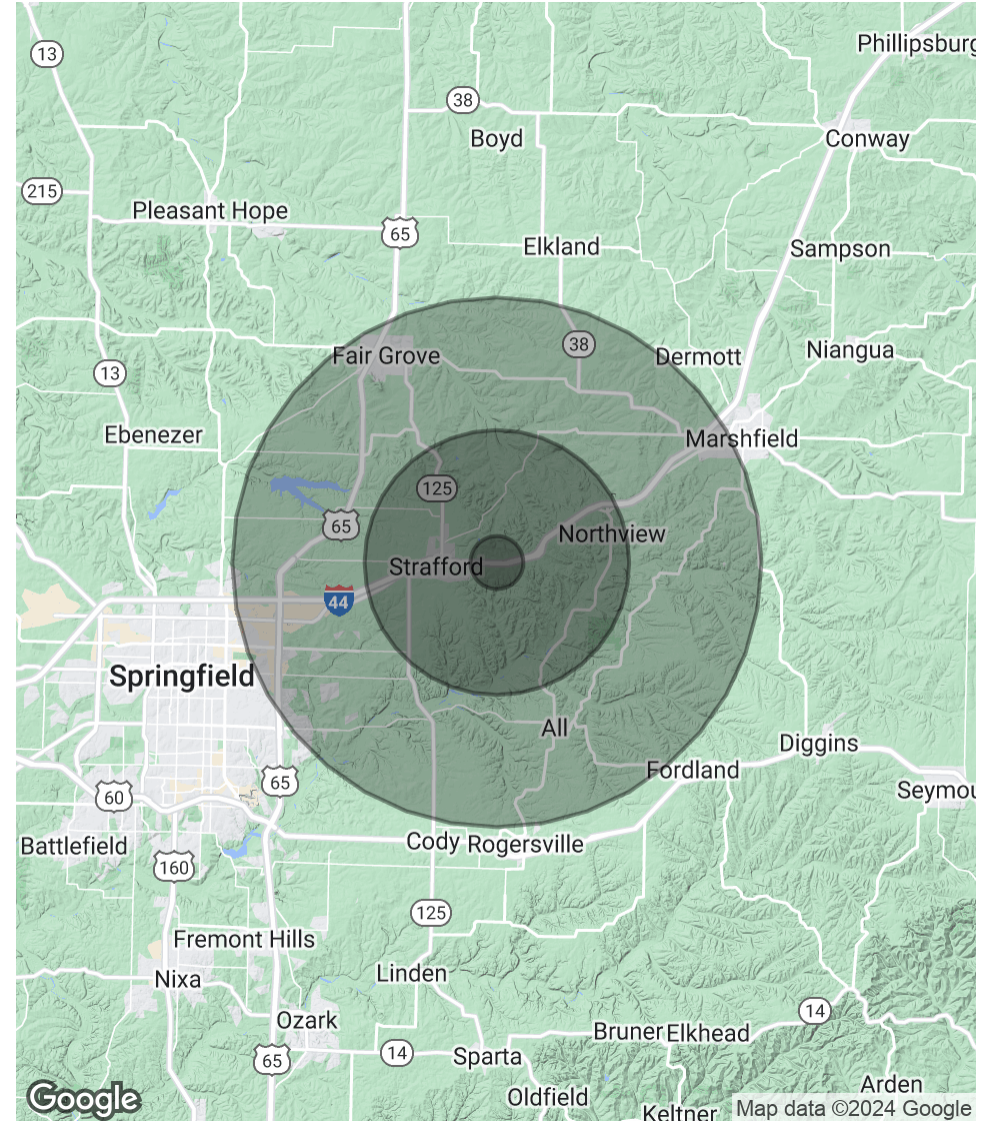 Phillipsburg
13
38
Boyd
Conway
215
Pleasant Hope
65
Elkland
Sampson
38
Fair Grove
Dermott
Niangua
13
Ebenezer
Marshfield
125
65
Northview
Strafford
44
Springfield
All
Diggins
Fordland
65
60
Seymou
Battlefield
Cody
Rogersville
160
125
Fremont Hills
Linden
Nixa
14
Ozark
Bruner
Elkhead
65
14
Sparta
Arden
Oldfield
Google
Keltner
Map data ©2024 Google